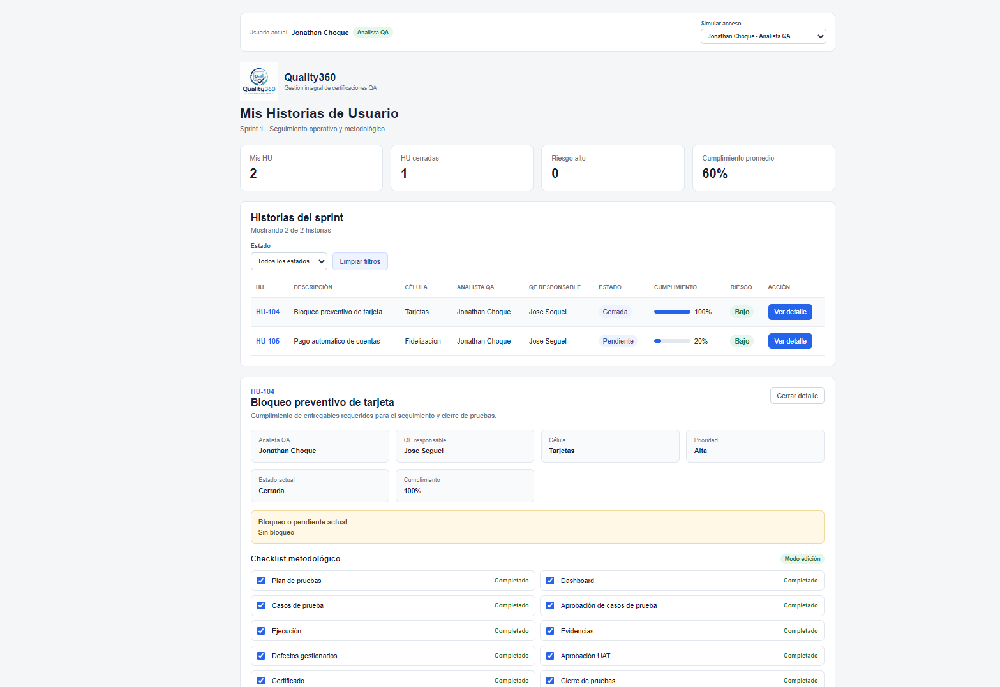 Usuario actual Jonathan Choque Analista QA
Simular acceso
Jonathan Choque - Analista QA
Quality360
Quality360
Gestión integral de certificaciones QA
Mis Historias de Usuario
Sprint 1 · Seguimiento operativo y metodológico
Mis HU
2
HU cerradas
1
Riesgo alto
0
Cumplimiento promedio
60%
Historias del sprint
Mostrando 2 de 2 historias
Estado
Todos los estados Limpiar filtros
HU DESCRIPCIÓN CÉLULA ANALISTA QA QE RESPONSABLE ESTADO CUMPLIMIENTO RIESGO ACCIÓN
HU-104 Bloqueo preventivo de tarjeta Tarjetas Jonathan Choque Jose Seguel Cerrada 100% Bajo Ver detalle
HU-105 Pago automático de cuentas Fidelizacion Jonathan Choque Jose Seguel Pendiente 20% Bajo Ver detalle
HU-104
Bloqueo preventivo de tarjeta
Cumplimiento de entregables requeridos para el seguimiento y cierre de pruebas.
Cerrar detalle
Analista QA
Jonathan Choque
QE responsable
Jose Seguel
Célula
Tarjetas
Prioridad
Alta
Estado actual
Cerrada
Cumplimiento
100%
Bloqueo o pendiente actual
Sin bloqueo
Checklist metodológico Modo edición
Plan de pruebas Completado
Dashboard Completado
Casos de prueba Completado
Aprobación de casos de prueba Completado
Ejecución Completado
Evidencias Completado
Defectos gestionados Completado
Aprobación UAT Completado
Certificado Completado
Cierre de pruebas Completado